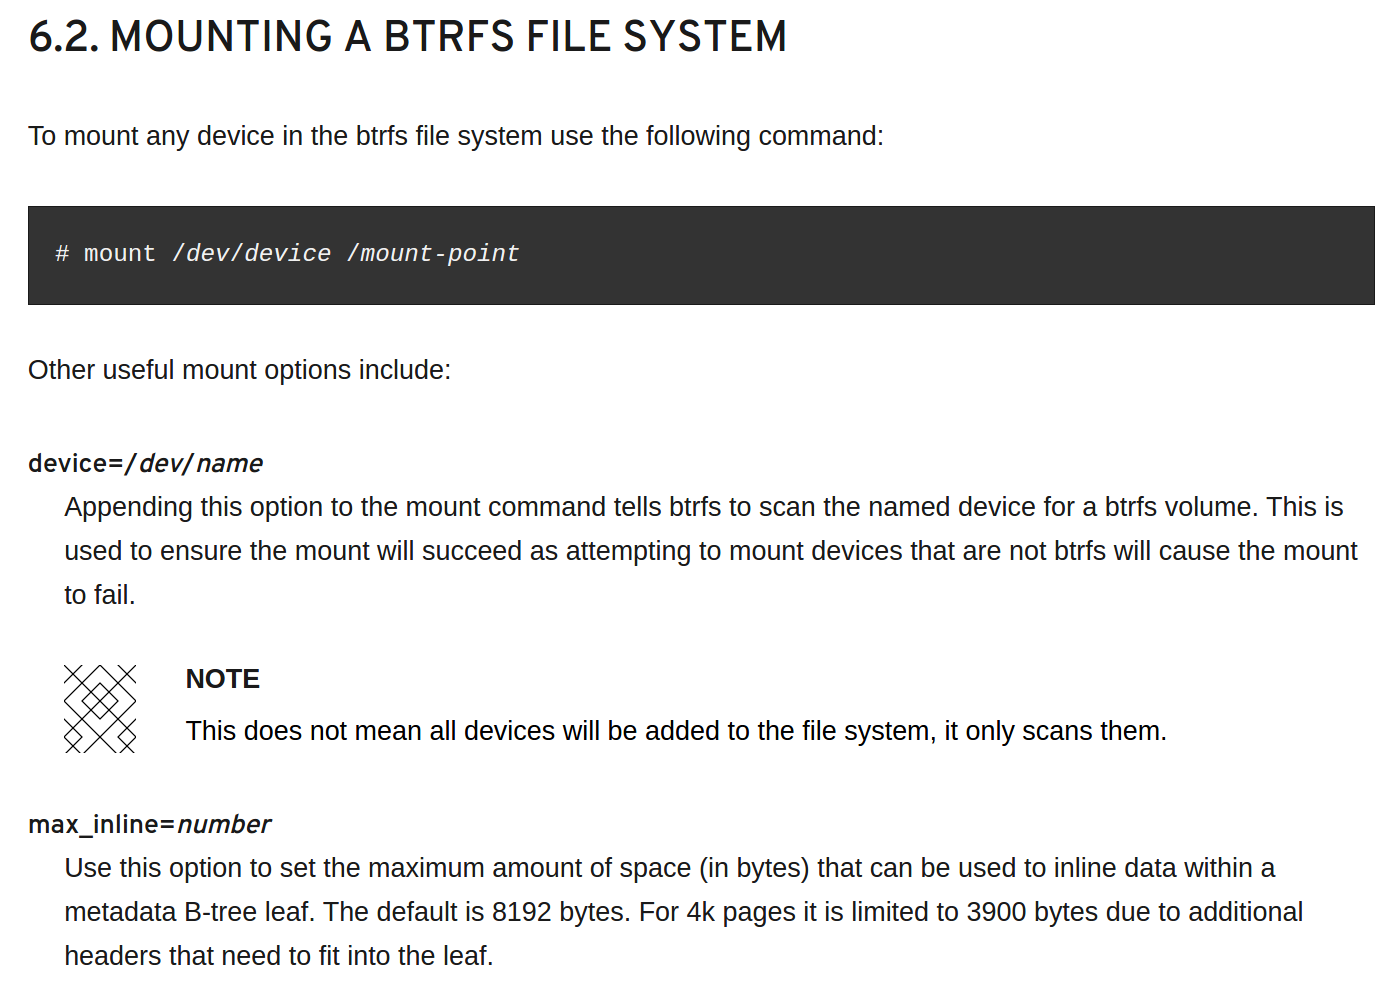 6.2. MOUNTING A BTRFS FILE SYSTEM
To mount any device in the btrfs file system use the following command:
# mount /dev/device /mount-point
Other useful mount options include:
device=/dev/name
Appending this option to the mount command tells btrfs to scan the named device for a btrfs volume. This is
used to ensure the mount will succeed as attempting to mount devices that are not btrfs will cause the mount
to fail.
NOTE
This does not mean all devices will be added to the file system, it only scans them.
max_inline=number
Use this option to set the maximum amount of space (in bytes) that can be used to inline data within a
metadata B-tree leaf. The default is 8192 bytes. For 4k pages it is limited to 3900 bytes due to additional
headers that need to fit into the leaf.